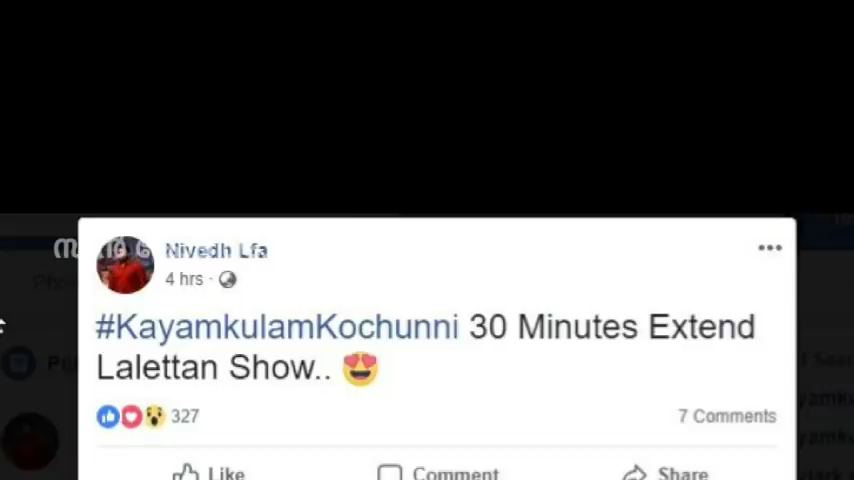 Nivedh Lfa
4 hrs ·
#KayamkulamKochunni 30 Minutes Extend
Lalettan Show..
327
7 Comments
Like
Comment
Share